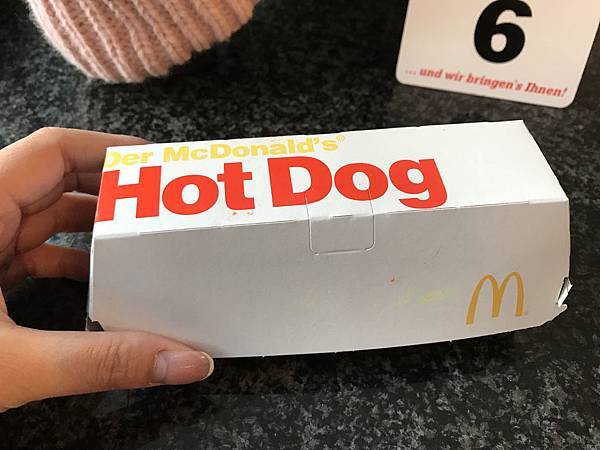 6
... und wir bringen's Ihnen!
Der McDonald's®
Hot Dog
M